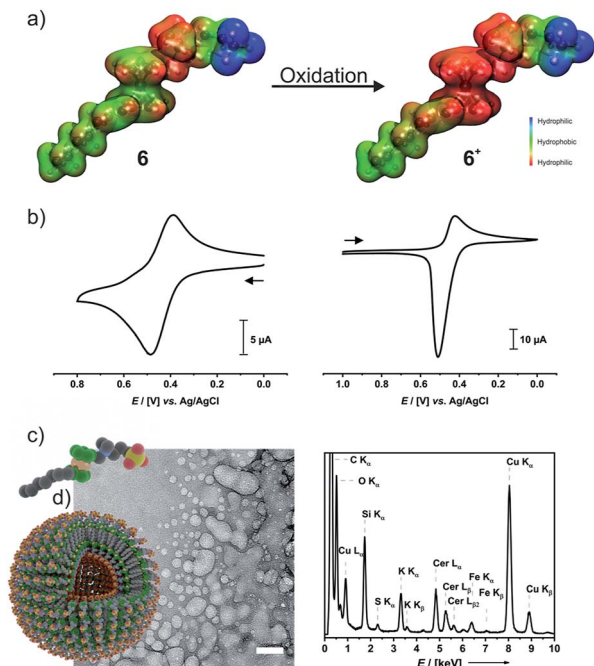 a)
Oxidation
6
6+
Hydrophilic
Hydrophobic
Hydrophilic
b)
5 µA
10 µA
0.8 0.6 0.4 0.2 0.0
E / [V] vs. Ag/AgCl
1.0 0.8 0.6 0.4 0.2 0.0
E / [V] vs. Ag/AgCl
c)
d)
C Kα
O Kα
Cu Lα
Si Kα
S Kα
K Kα
K Kβ
Cer Lα
Cer Lβ
Cer Lβ2
Fe Kα
Fe Kβ
Cu Kα
Cu Kβ
0 1 2 3 4 5 6 7 8 9 10
E / [keV]